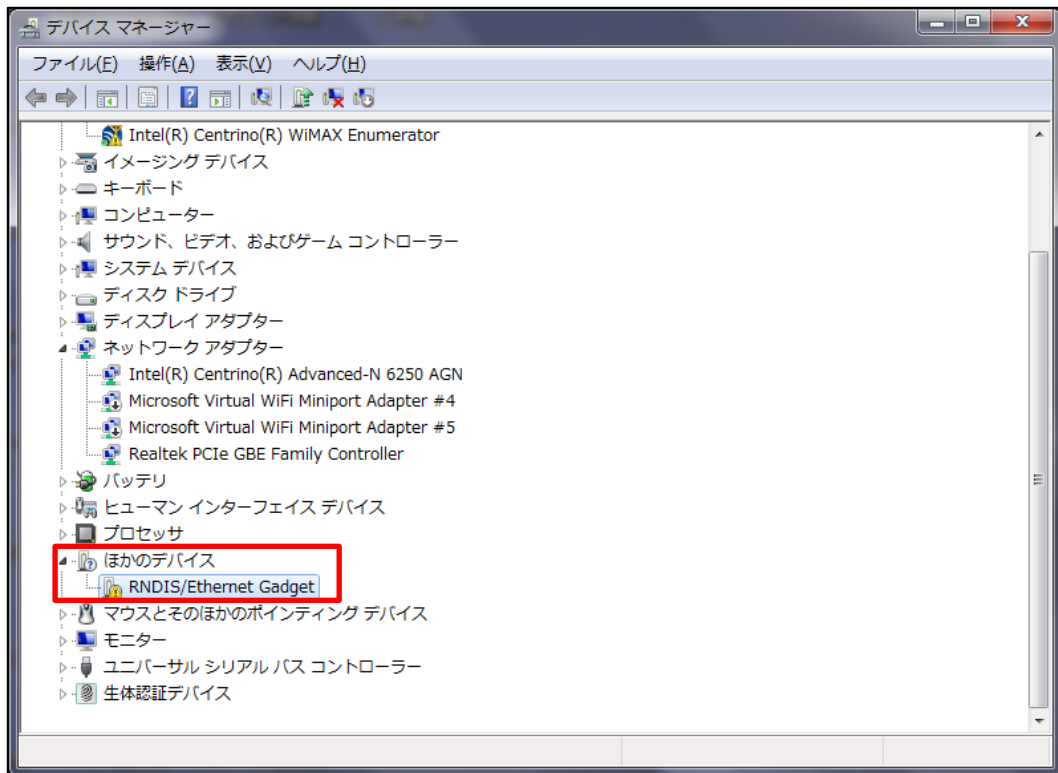 デバイス マネージャー
ファイル(F) 操作(A) 表示(V) ヘルプ(H)
Intel(R) Centrino(R) WiMAX Enumerator
イメージング デバイス
キーボード
コンピューター
サウンド、ビデオ、およびゲーム コントローラー
システム デバイス
ディスク ドライブ
ディスプレイ アダプター
ネットワーク アダプター
Intel(R) Centrino(R) Advanced-N 6250 AGN
Microsoft Virtual WiFi Miniport Adapter #4
Microsoft Virtual WiFi Miniport Adapter #5
Realtek PCIe GBE Family Controller
バッテリ
ヒューマン インターフェイス デバイス
プロセッサ
ほかのデバイス
RNDIS/Ethernet Gadget
マウスとそのほかのポインティング デバイス
モニター
ユニバーサル シリアル バス コントローラー
生体認証デバイス